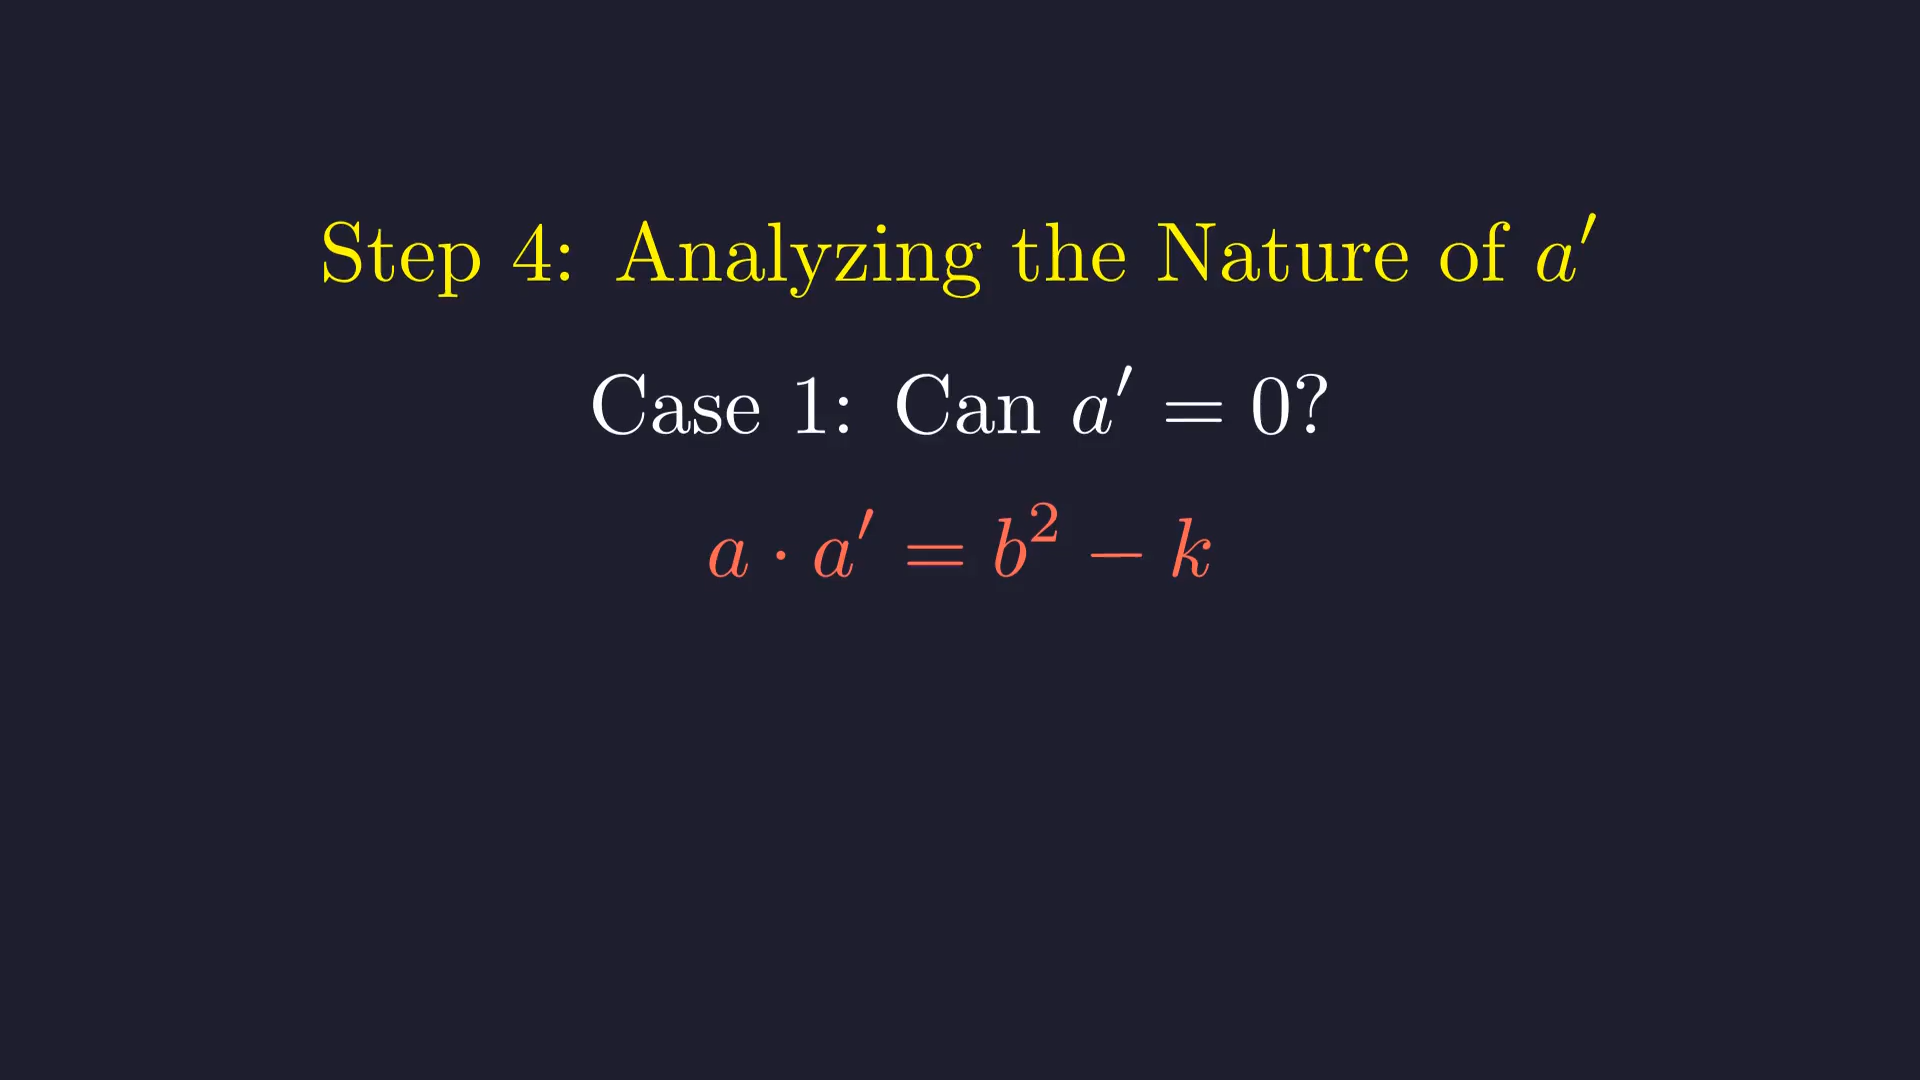 Step 4: Analyzing the Nature of a′
Case 1: Can a′ = 0?
a · a′ = b² − k